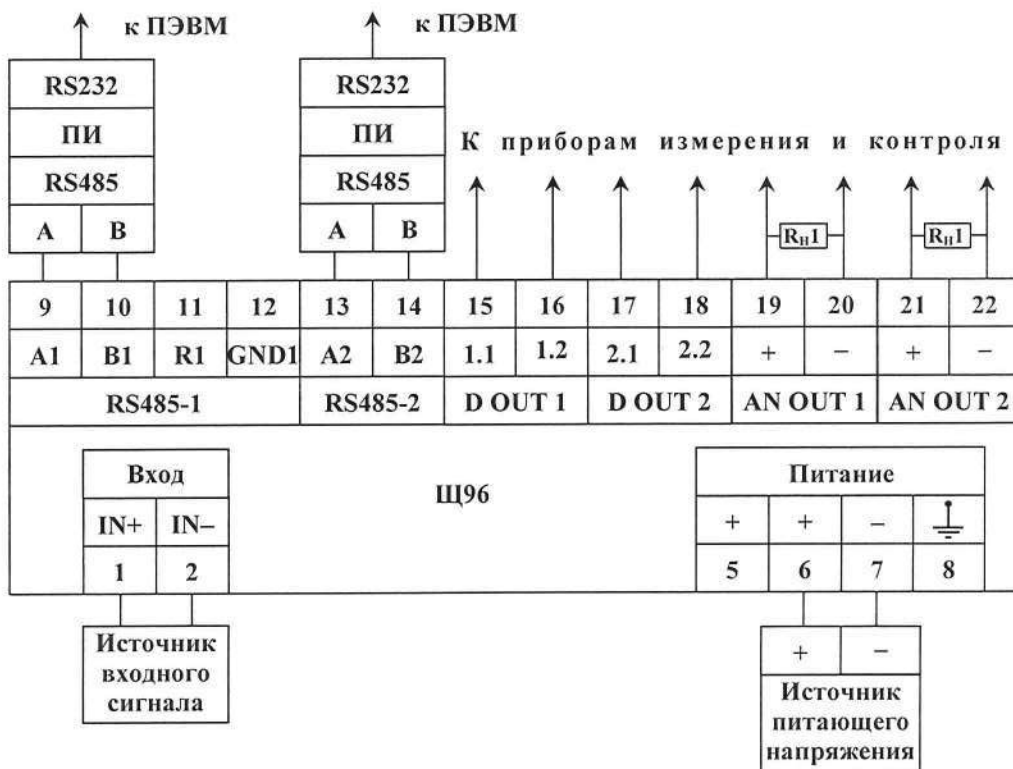 к ПЭВМ к ПЭВМ
RS232 RS232
ПИ ПИ
К приборам измерения и контроля
RS485 RS485
A B A B
Rн1 Rн1
9 10 11 12 13 14 15 16 17 18 19 20 21 22
A1 B1 R1 GND1 A2 B2 1.1 1.2 2.1 2.2 + − + −
RS485-1 RS485-2 D OUT 1 D OUT 2 AN OUT 1 AN OUT 2
Вход Щ96 Питание
IN+ IN− + + −
1 2 5 6 7 8
Источник
входного
сигнала
+ −
Источник
питающего
напряжения